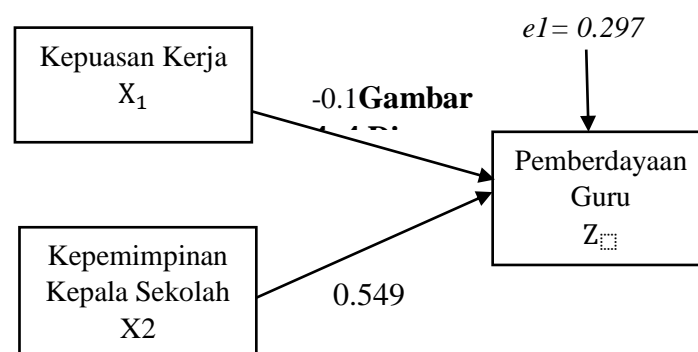 e1= 0.297
Kepuasan Kerja
X₁
-0.1Gambar
Pemberdayaan
Guru
Z
Kepemimpinan
Kepala Sekolah
X2
0.549